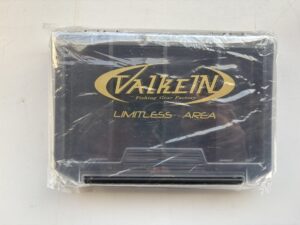 ValkeIN
Fishing Gear Factory
LIMITLESS AREA